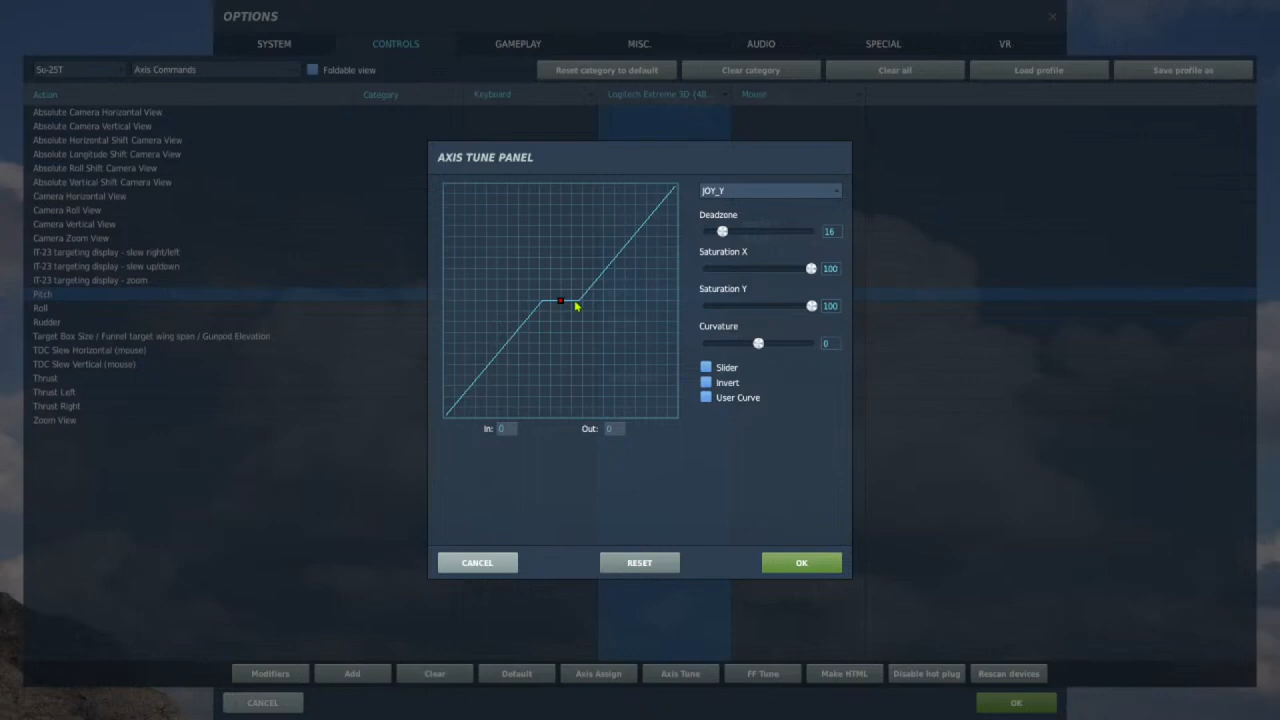 OPTIONS
SYSTEM CONTROLS GAMEPLAY MISC. AUDIO SPECIAL VR
Su-25T Axis Commands Foldable view Reset category to default Clear category Clear all Load profile Save profile as
Action Category Keyboard Logitech Extreme 3D (48... Mouse
Absolute Camera Horizontal View
Absolute Camera Vertical View
Absolute Horizontal Shift Camera View
Absolute Longitude Shift Camera View
Absolute Roll Shift Camera View
Absolute Vertical Shift Camera View
Camera Horizontal View
Camera Roll View
Camera Vertical View
Camera Zoom View
IT-23 targeting display - slew right/left
IT-23 targeting display - slew up/down
IT-23 targeting display - zoom
Pitch
Roll
Rudder
Target Box Size / Funnel target wing span / Gunpod Elevation
TDC Slew Horizontal (mouse)
TDC Slew Vertical (mouse)
Thrust
Thrust Left
Thrust Right
Zoom View
AXIS TUNE PANEL
JOY_Y
Deadzone
16
Saturation X
100
Saturation Y
100
Curvature
0
Slider
Invert
User Curve
In: 0 Out: 0
CANCEL RESET OK
Modifiers Add Clear Default Axis Assign Axis Tune FF Tune Make HTML Disable hot plug Rescan devices
CANCEL OK